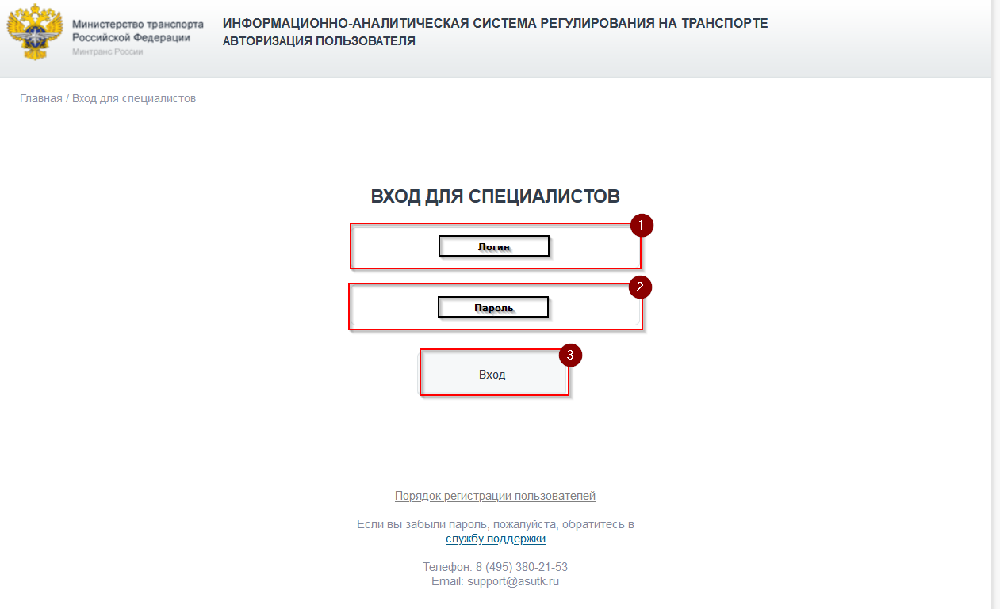 Министерство транспорта
Российской Федерации
Минтранс России
ИНФОРМАЦИОННО-АНАЛИТИЧЕСКАЯ СИСТЕМА РЕГУЛИРОВАНИЯ НА ТРАНСПОРТЕ
АВТОРИЗАЦИЯ ПОЛЬЗОВАТЕЛЯ
Главная / Вход для специалистов
ВХОД ДЛЯ СПЕЦИАЛИСТОВ
1
Логин
2
Пароль
3
Вход
Порядок регистрации пользователей
Если вы забыли пароль, пожалуйста, обратитесь в
службу поддержки
Телефон: 8 (495) 380-21-53
Email: support@asutk.ru